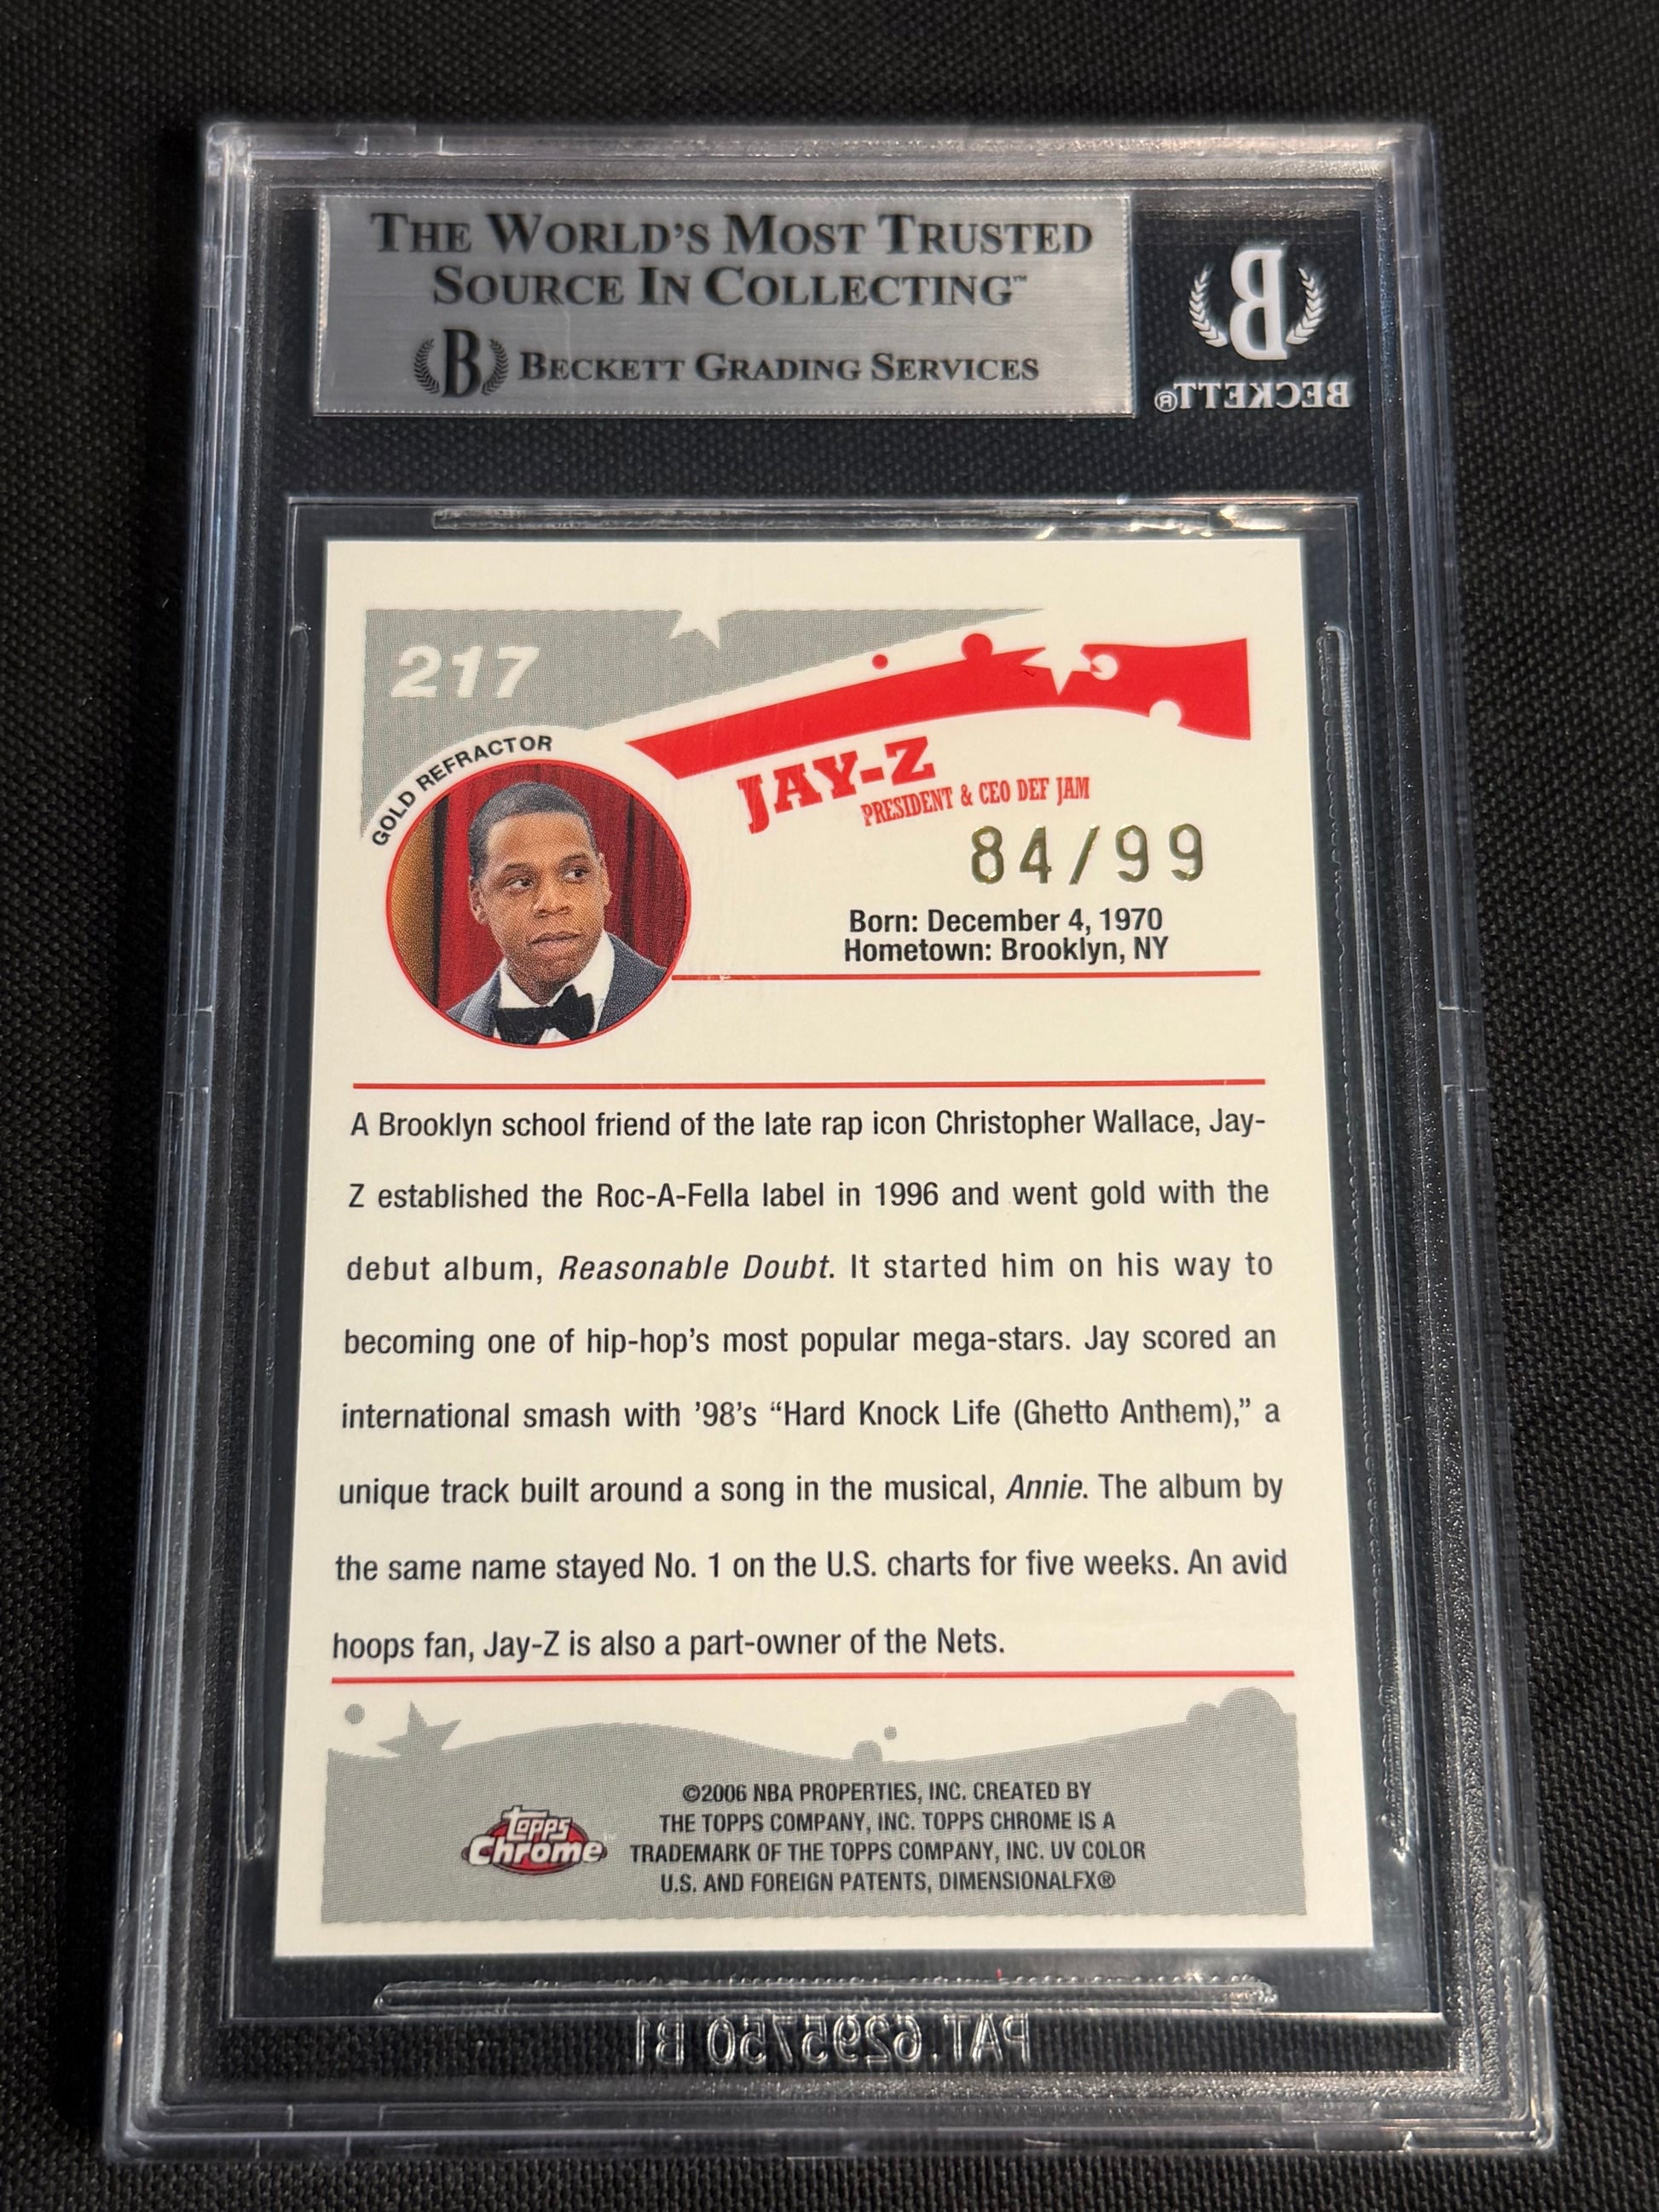 THE WORLD'S MOST TRUSTED
SOURCE IN COLLECTING™
B BECKETT GRADING SERVICES
B
BECKETT®
217
GOLD REFRACTOR
JAY-Z
PRESIDENT & CEO DEF JAM
84/99
Born: December 4, 1970
Hometown: Brooklyn, NY
A Brooklyn school friend of the late rap icon Christopher Wallace, Jay-
Z established the Roc-A-Fella label in 1996 and went gold with the
debut album, Reasonable Doubt. It started him on his way to
becoming one of hip-hop's most popular mega-stars. Jay scored an
international smash with '98's “Hard Knock Life (Ghetto Anthem),” a
unique track built around a song in the musical, Annie. The album by
the same name stayed No. 1 on the U.S. charts for five weeks. An avid
hoops fan, Jay-Z is also a part-owner of the Nets.
topps Chrome
©2006 NBA PROPERTIES, INC. CREATED BY
THE TOPPS COMPANY, INC. TOPPS CHROME IS A
TRADEMARK OF THE TOPPS COMPANY, INC. UV COLOR
U.S. AND FOREIGN PATENTS, DIMENSIONALFX®
PAT.6295750 B1